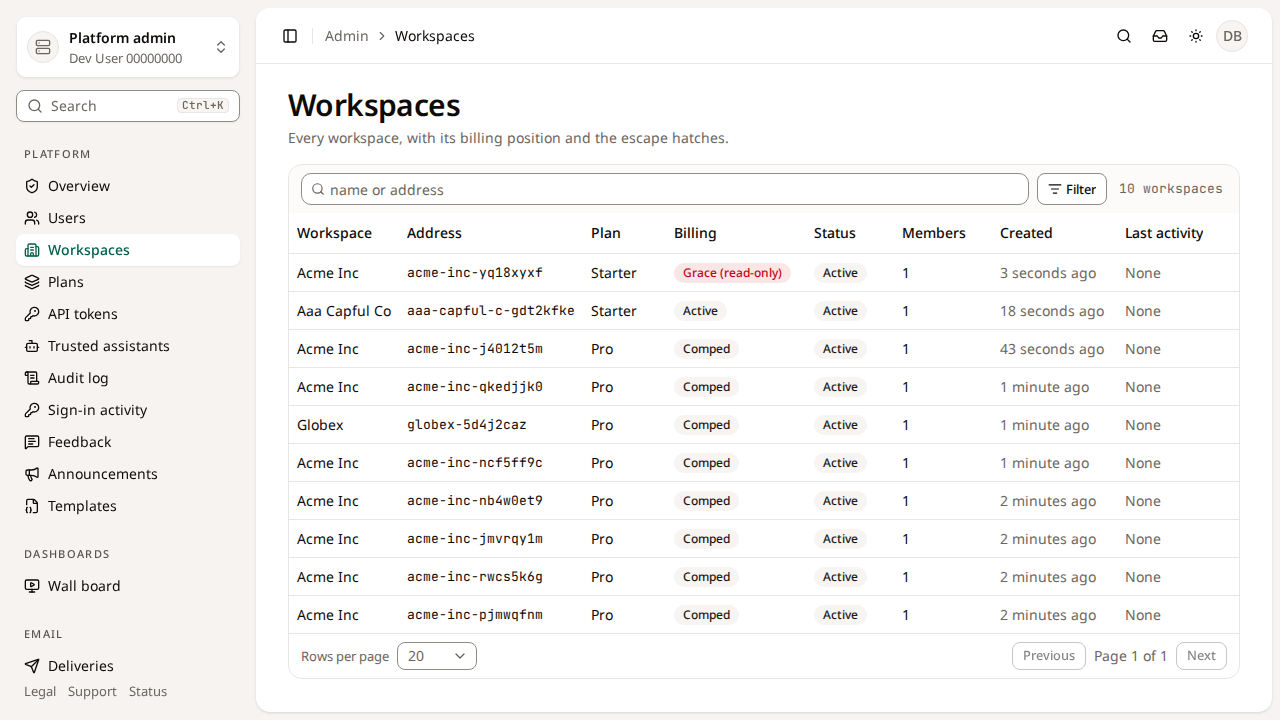 Platform admin
Dev User 00000000
Search
Ctrl+K
PLATFORM
Overview
Users
Workspaces
Plans
API tokens
Trusted assistants
Audit log
Sign-in activity
Feedback
Announcements
Templates
DASHBOARDS
Wall board
EMAIL
Deliveries
Legal Support Status
Admin > Workspaces
DB
Workspaces
Every workspace, with its billing position and the escape hatches.
name or address
Filter
10 workspaces
Workspace Address Plan Billing Status Members Created Last activity
Acme Inc acme-inc-yq18xyxf Starter Grace (read-only) Active 1 3 seconds ago None
Aaa Capful Co aaa-capful-c-gdt2kfke Starter Active Active 1 18 seconds ago None
Acme Inc acme-inc-j4012t5m Pro Comped Active 1 43 seconds ago None
Acme Inc acme-inc-qkedjjk0 Pro Comped Active 1 1 minute ago None
Globex globex-5d4j2caz Pro Comped Active 1 1 minute ago None
Acme Inc acme-inc-ncf5ff9c Pro Comped Active 1 1 minute ago None
Acme Inc acme-inc-nb4w0et9 Pro Comped Active 1 2 minutes ago None
Acme Inc acme-inc-jmvrqy1m Pro Comped Active 1 2 minutes ago None
Acme Inc acme-inc-rwcs5k6g Pro Comped Active 1 2 minutes ago None
Acme Inc acme-inc-pjmwqfnm Pro Comped Active 1 2 minutes ago None
Rows per page 20
Previous Page 1 of 1 Next